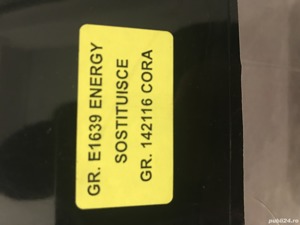 GR. E1639 ENERGY
SOSTITUISCE
GR. 142116 CORA
publi24.ro